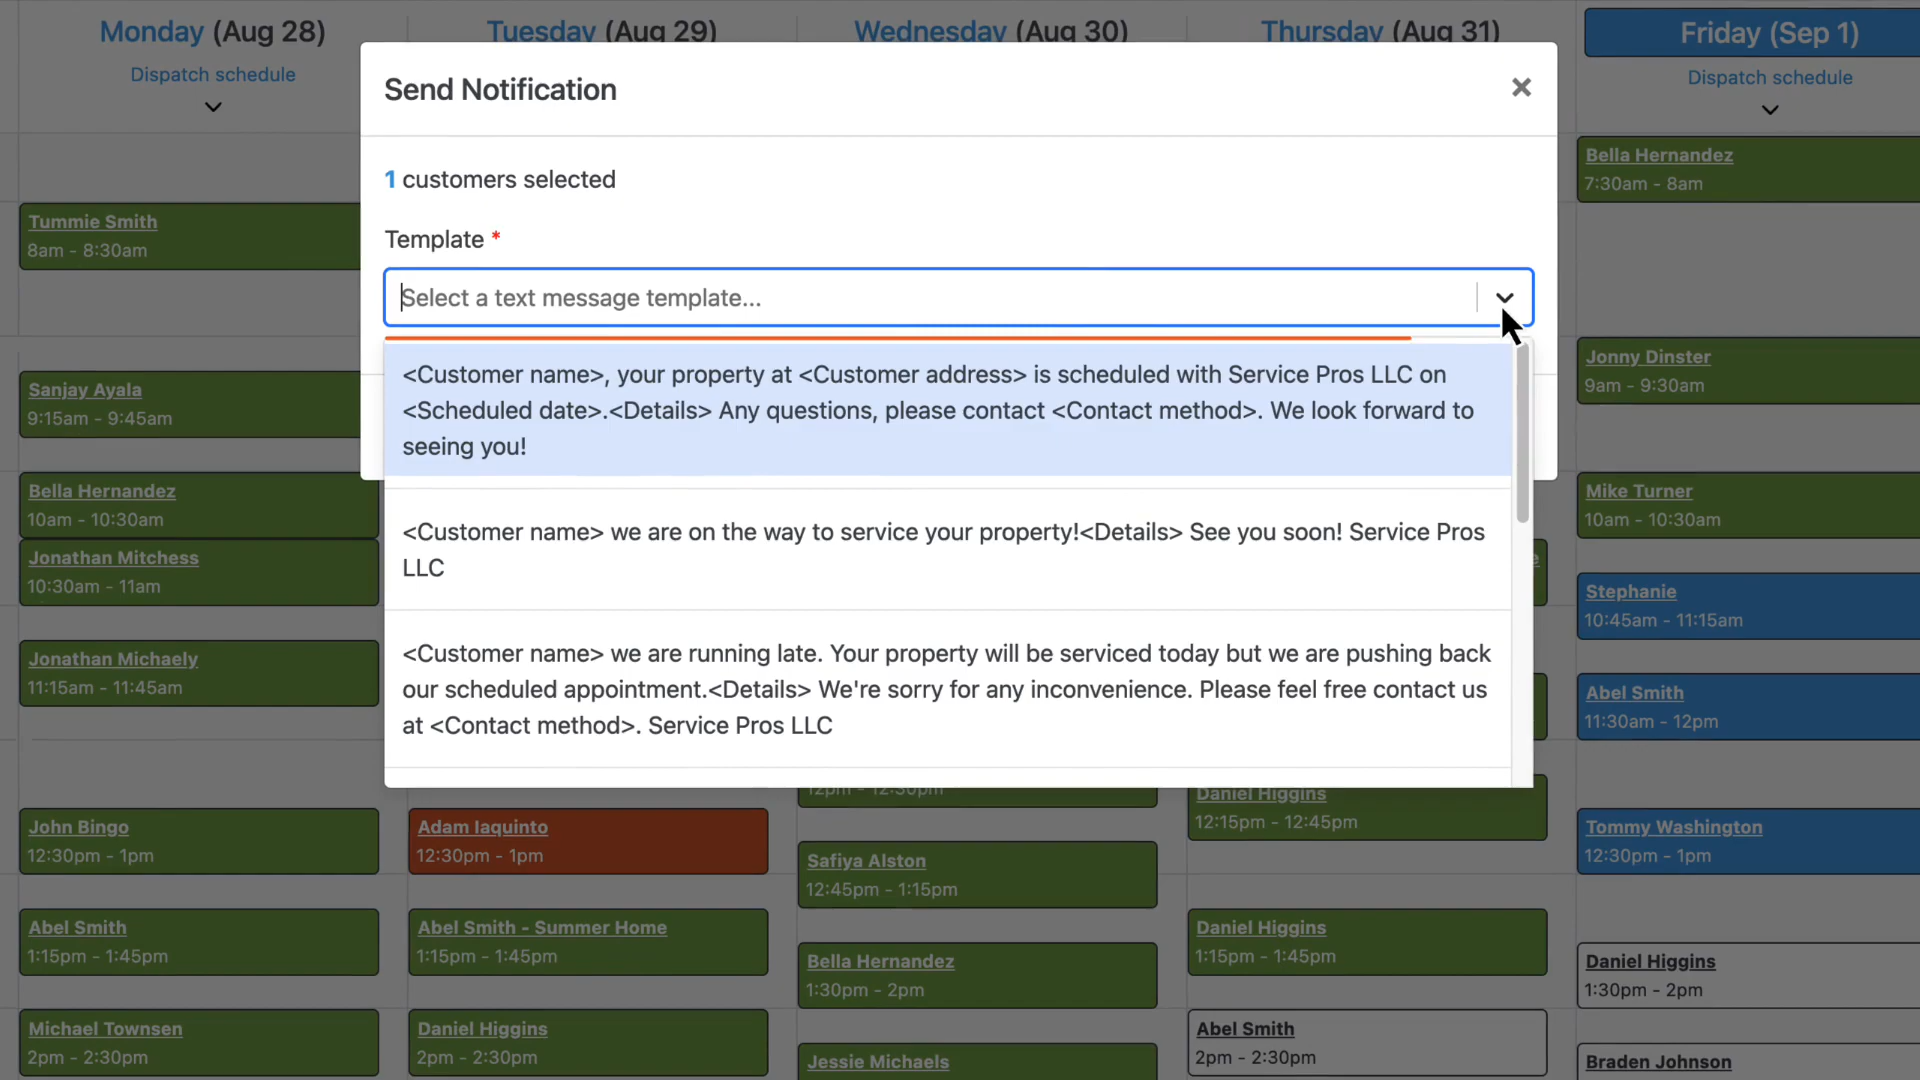 Monday (Aug 28)
Dispatch schedule
Tuesday (Aug 29)
Wednesday (Aug 30)
Thursday (Aug 31)
Friday (Sep 1)
Dispatch schedule
Send Notification
1 customers selected
Template *
Select a text message template...
<Customer name>, your property at <Customer address> is scheduled with Service Pros LLC on
<Scheduled date>.<Details> Any questions, please contact <Contact method>. We look forward to
seeing you!
<Customer name> we are on the way to service your property!<Details> See you soon! Service Pros
LLC
<Customer name> we are running late. Your property will be serviced today but we are pushing back
our scheduled appointment.<Details> We're sorry for any inconvenience. Please feel free contact us
at <Contact method>. Service Pros LLC
Tummie Smith
8am - 8:30am
Sanjay Ayala
9:15am - 9:45am
Bella Hernandez
10am - 10:30am
Jonathan Mitchess
10:30am - 11am
Jonathan Michaely
11:15am - 11:45am
John Bingo
12:30pm - 1pm
Abel Smith
1:15pm - 1:45pm
Michael Townsen
2pm - 2:30pm
Adam Iaquinto
12:30pm - 1pm
Abel Smith - Summer Home
1:15pm - 1:45pm
Daniel Higgins
2pm - 2:30pm
12pm - 12:30pm
Safiya Alston
12:45pm - 1:15pm
Bella Hernandez
1:30pm - 2pm
Jessie Michaels
Daniel Higgins
12:15pm - 12:45pm
Daniel Higgins
1:15pm - 1:45pm
Abel Smith
2pm - 2:30pm
Bella Hernandez
7:30am - 8am
Jonny Dinster
9am - 9:30am
Mike Turner
10am - 10:30am
Stephanie
10:45am - 11:15am
Abel Smith
11:30am - 12pm
Tommy Washington
12:30pm - 1pm
Daniel Higgins
1:30pm - 2pm
Braden Johnson